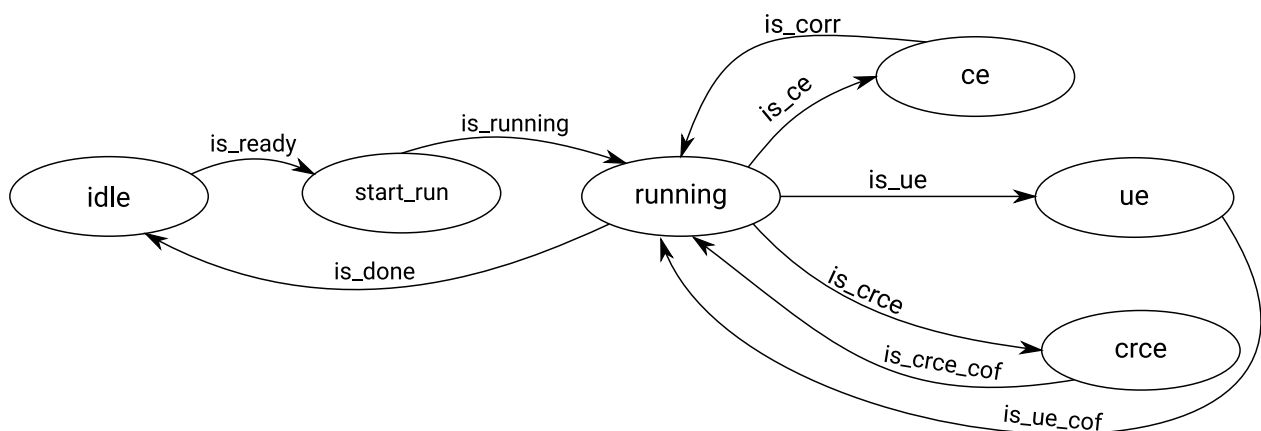 is_corr
ce
is_ce
is_running
is_ready
is_ue
idle
start_run
running
ue
is_done
is_crce
crce
is_crce_cof
is_ue_cof